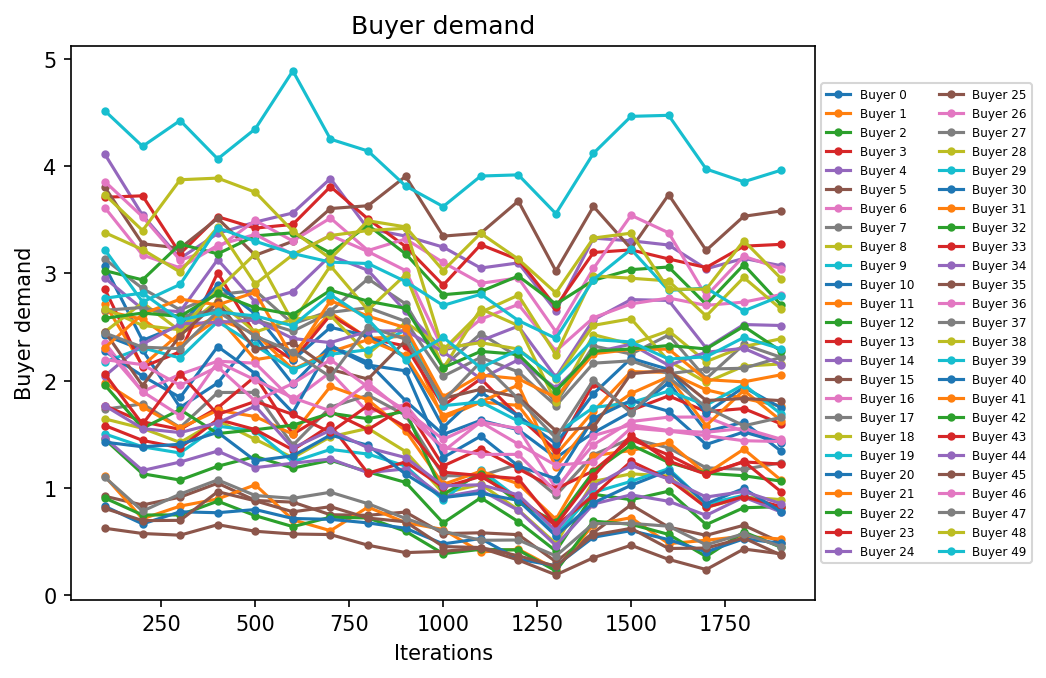 Buyer demand
Buyer demand
5
4
3
2
1
0
250
500
750
1000
1250
1500
1750
Iterations
Buyer 0
Buyer 1
Buyer 2
Buyer 3
Buyer 4
Buyer 5
Buyer 6
Buyer 7
Buyer 8
Buyer 9
Buyer 10
Buyer 11
Buyer 12
Buyer 13
Buyer 14
Buyer 15
Buyer 16
Buyer 17
Buyer 18
Buyer 19
Buyer 20
Buyer 21
Buyer 22
Buyer 23
Buyer 24
Buyer 25
Buyer 26
Buyer 27
Buyer 28
Buyer 29
Buyer 30
Buyer 31
Buyer 32
Buyer 33
Buyer 34
Buyer 35
Buyer 36
Buyer 37
Buyer 38
Buyer 39
Buyer 40
Buyer 41
Buyer 42
Buyer 43
Buyer 44
Buyer 45
Buyer 46
Buyer 47
Buyer 48
Buyer 49